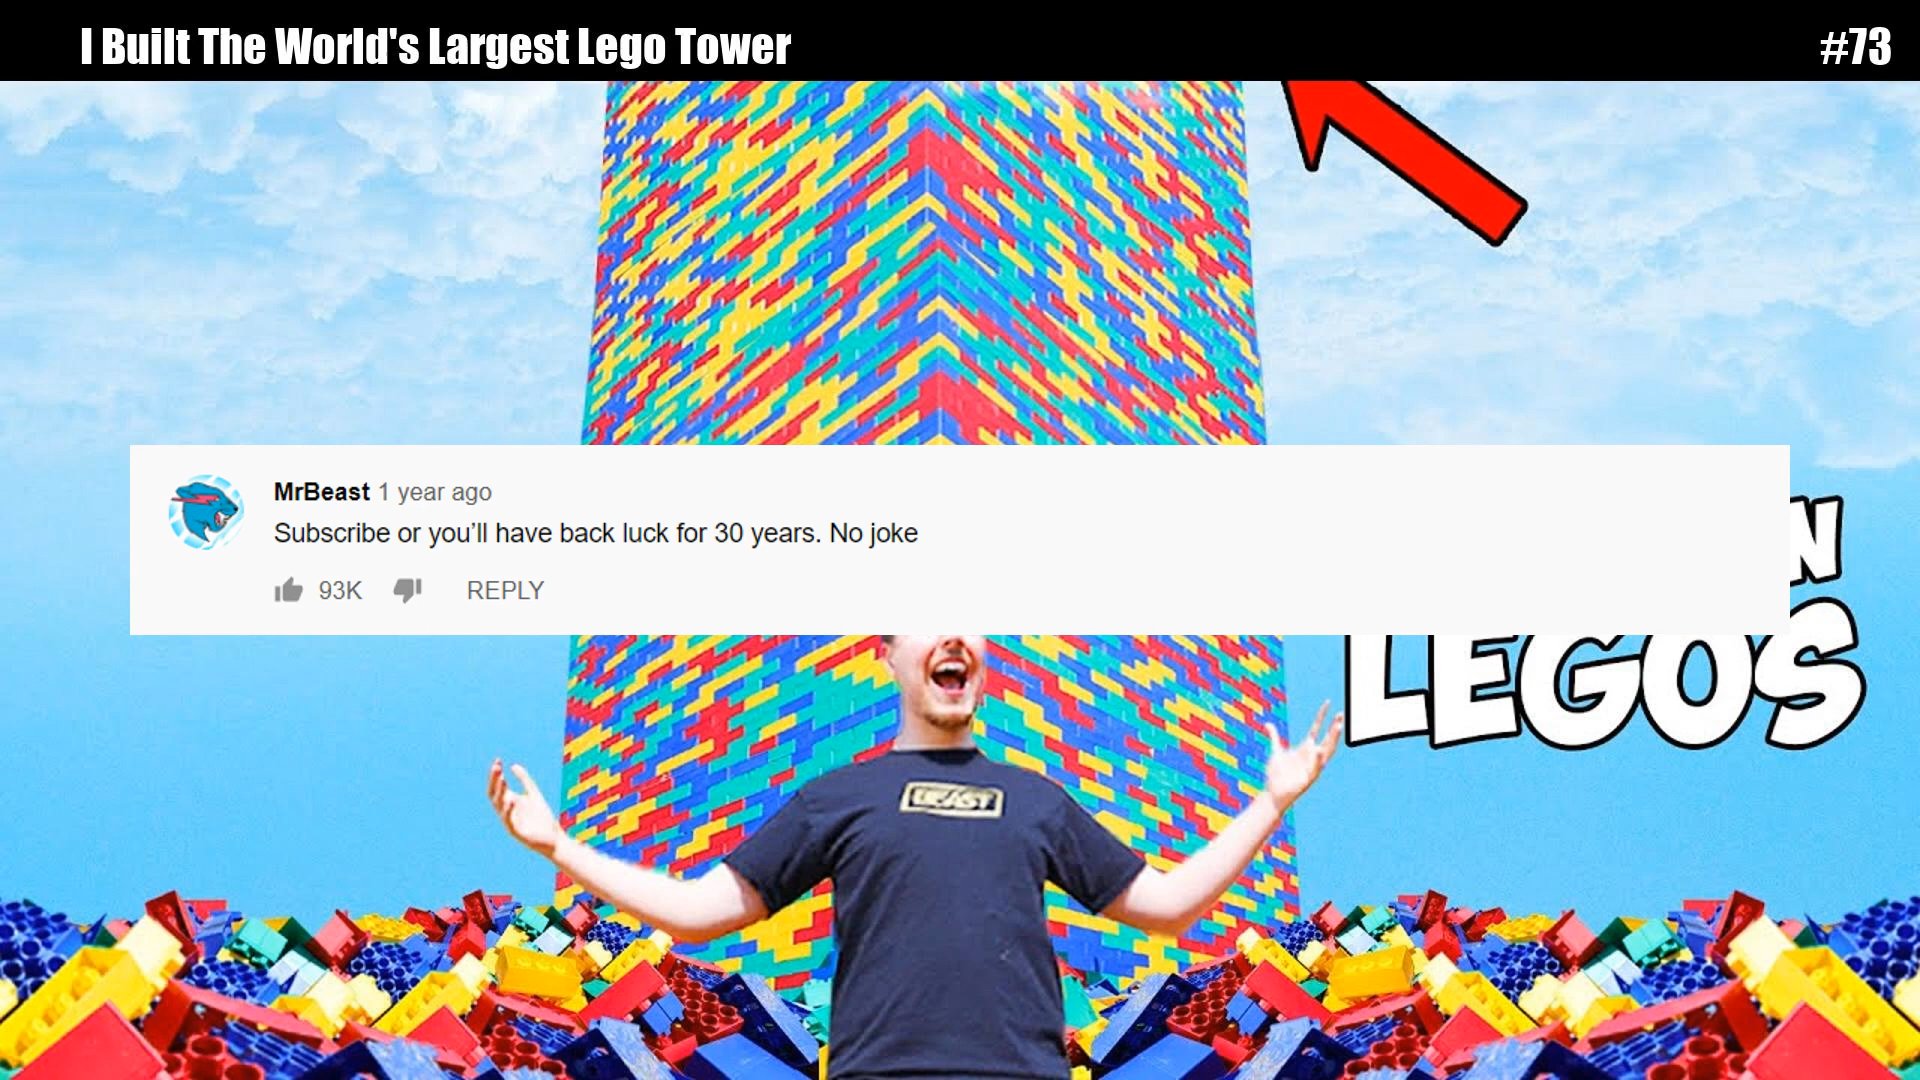 I Built The World's Largest Lego Tower
#73
MrBeast 1 year ago
Subscribe or you’ll have back luck for 30 years. No joke
93K REPLY
LEGOS
BEAST